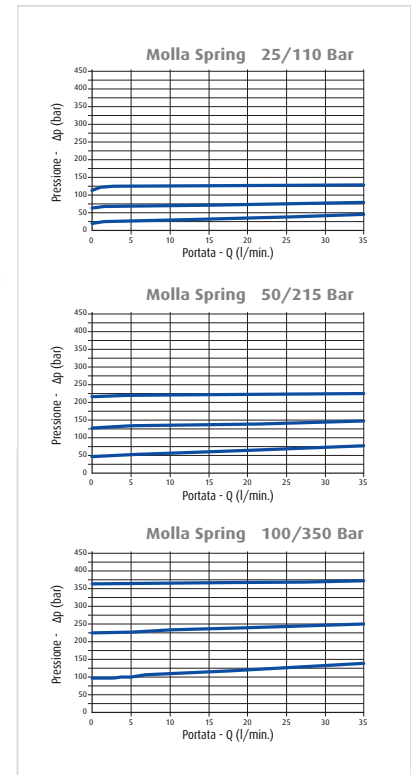 Molla Spring 25/110 Bar
Pressione - Δp (bar)
450
400
350
300
250
200
150
100
50
0
0 5 10 15 20 25 30 35
Portata - Q (l/min.)
Molla Spring 50/215 Bar
Pressione - Δp (bar)
450
400
350
300
250
200
150
100
50
0
0 5 10 15 20 25 30 35
Portata - Q (l/min.)
Molla Spring 100/350 Bar
Pressione - Δp (bar)
450
400
350
300
250
200
150
100
50
0
0 5 10 15 20 25 30 35
Portata - Q (l/min.)